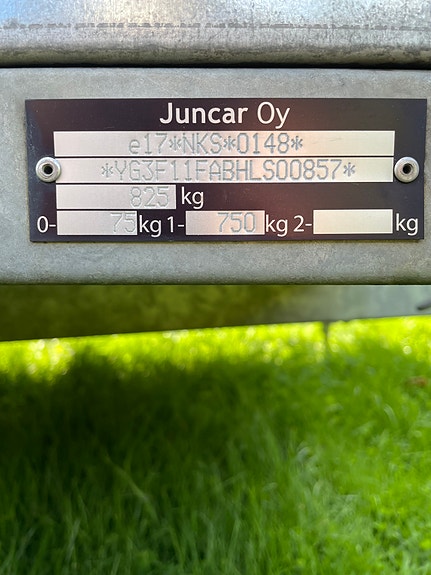 Juncar Oy
e17*NKS*0148*
*YG3F11FABHLS00857*
825 kg
0- 75 kg 1- 750 kg 2- kg